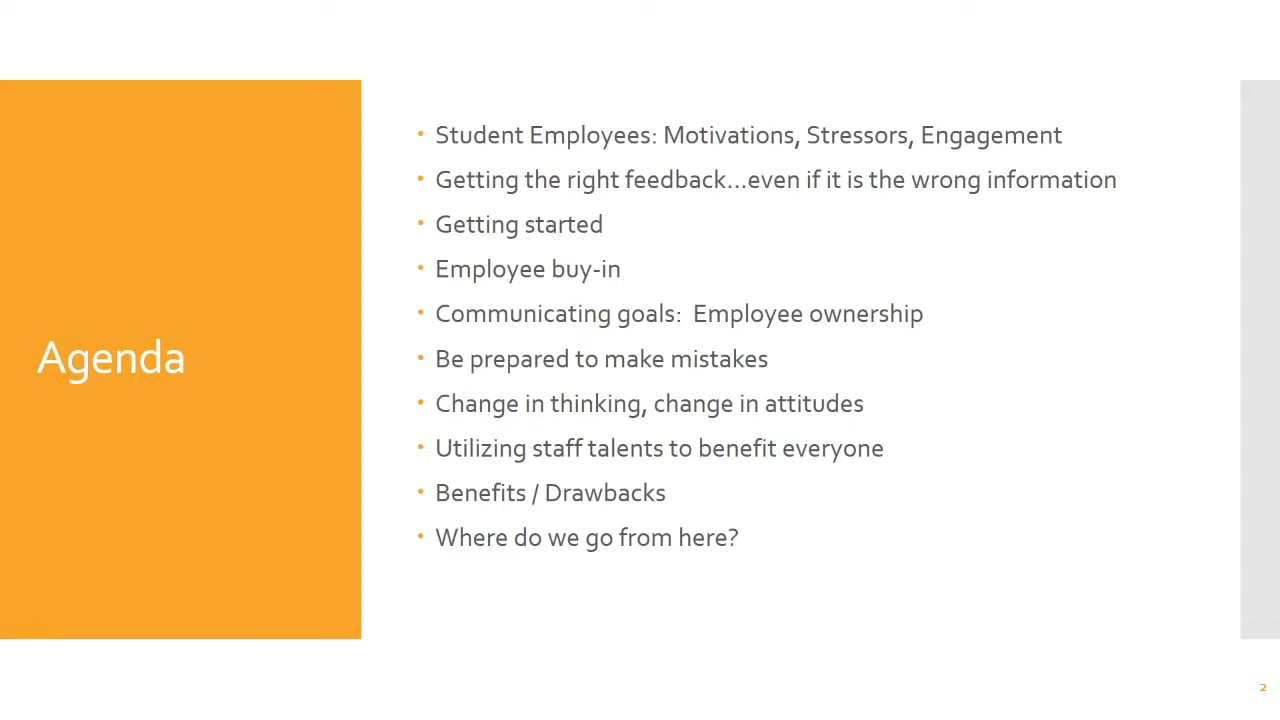 Agenda
• Student Employees: Motivations, Stressors, Engagement
• Getting the right feedback...even if it is the wrong information
• Getting started
• Employee buy-in
• Communicating goals:  Employee ownership
• Be prepared to make mistakes
• Change in thinking, change in attitudes
• Utilizing staff talents to benefit everyone
• Benefits / Drawbacks
• Where do we go from here?
2